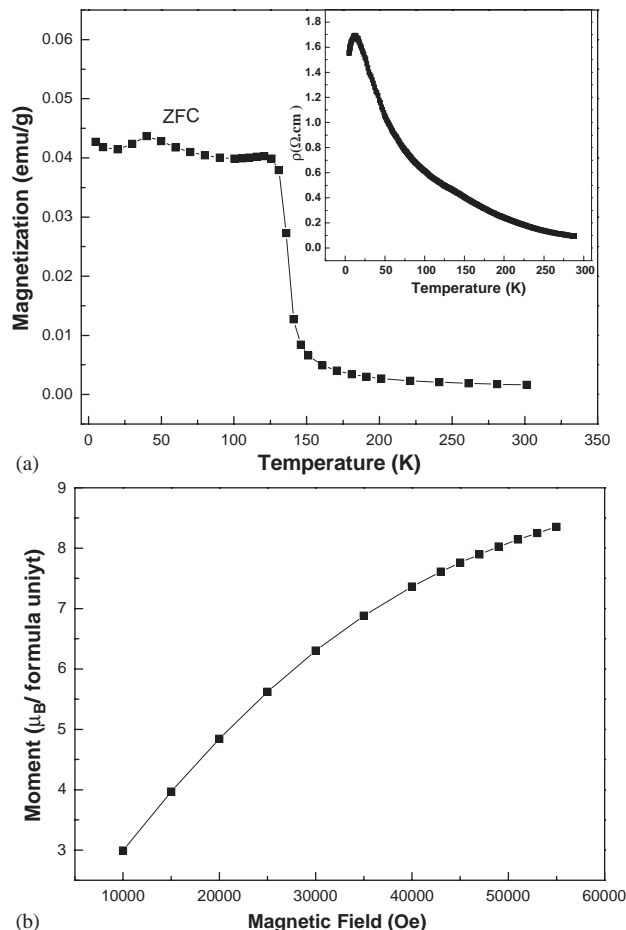 0.06
0.05
0.04
0.03
0.02
0.01
0.00
Magnetization (emu/g)
ZFC
1.8
1.6
1.4
1.2
1.0
0.8
0.6
0.4
0.2
0.0
ρ(Ω.cm )
0 50 100 150 200 250 300
Temperature (K)
0 50 100 150 200 250 300 350
(a)
Temperature (K)
9
8
7
6
5
4
3
Moment (μB/ formula uniyt)
10000 20000 30000 40000 50000 60000
(b)
Magnetic Field (Oe)